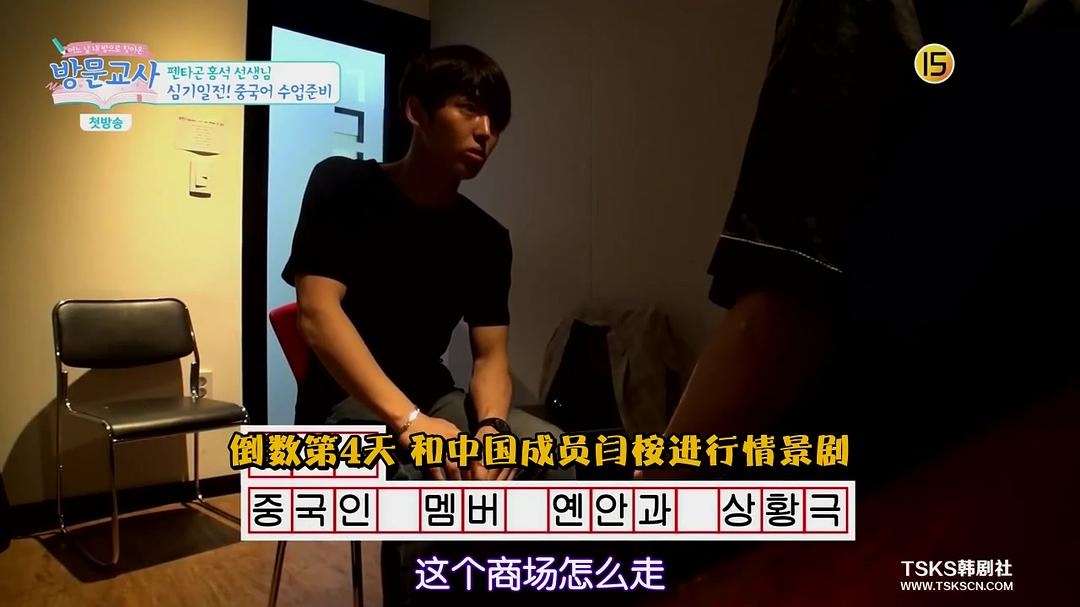 어느 날 내 방으로 찾아온
방문교사
첫방송
펜타곤 홍석 선생님
심기일전! 중국어 수업준비
15
倒数第4天 和中国成员闫桉进行情景剧
중국인 멤버 옌안과 상황극
这个商场怎么走
TSKS韩剧社
WWW.TSKSCN.COM